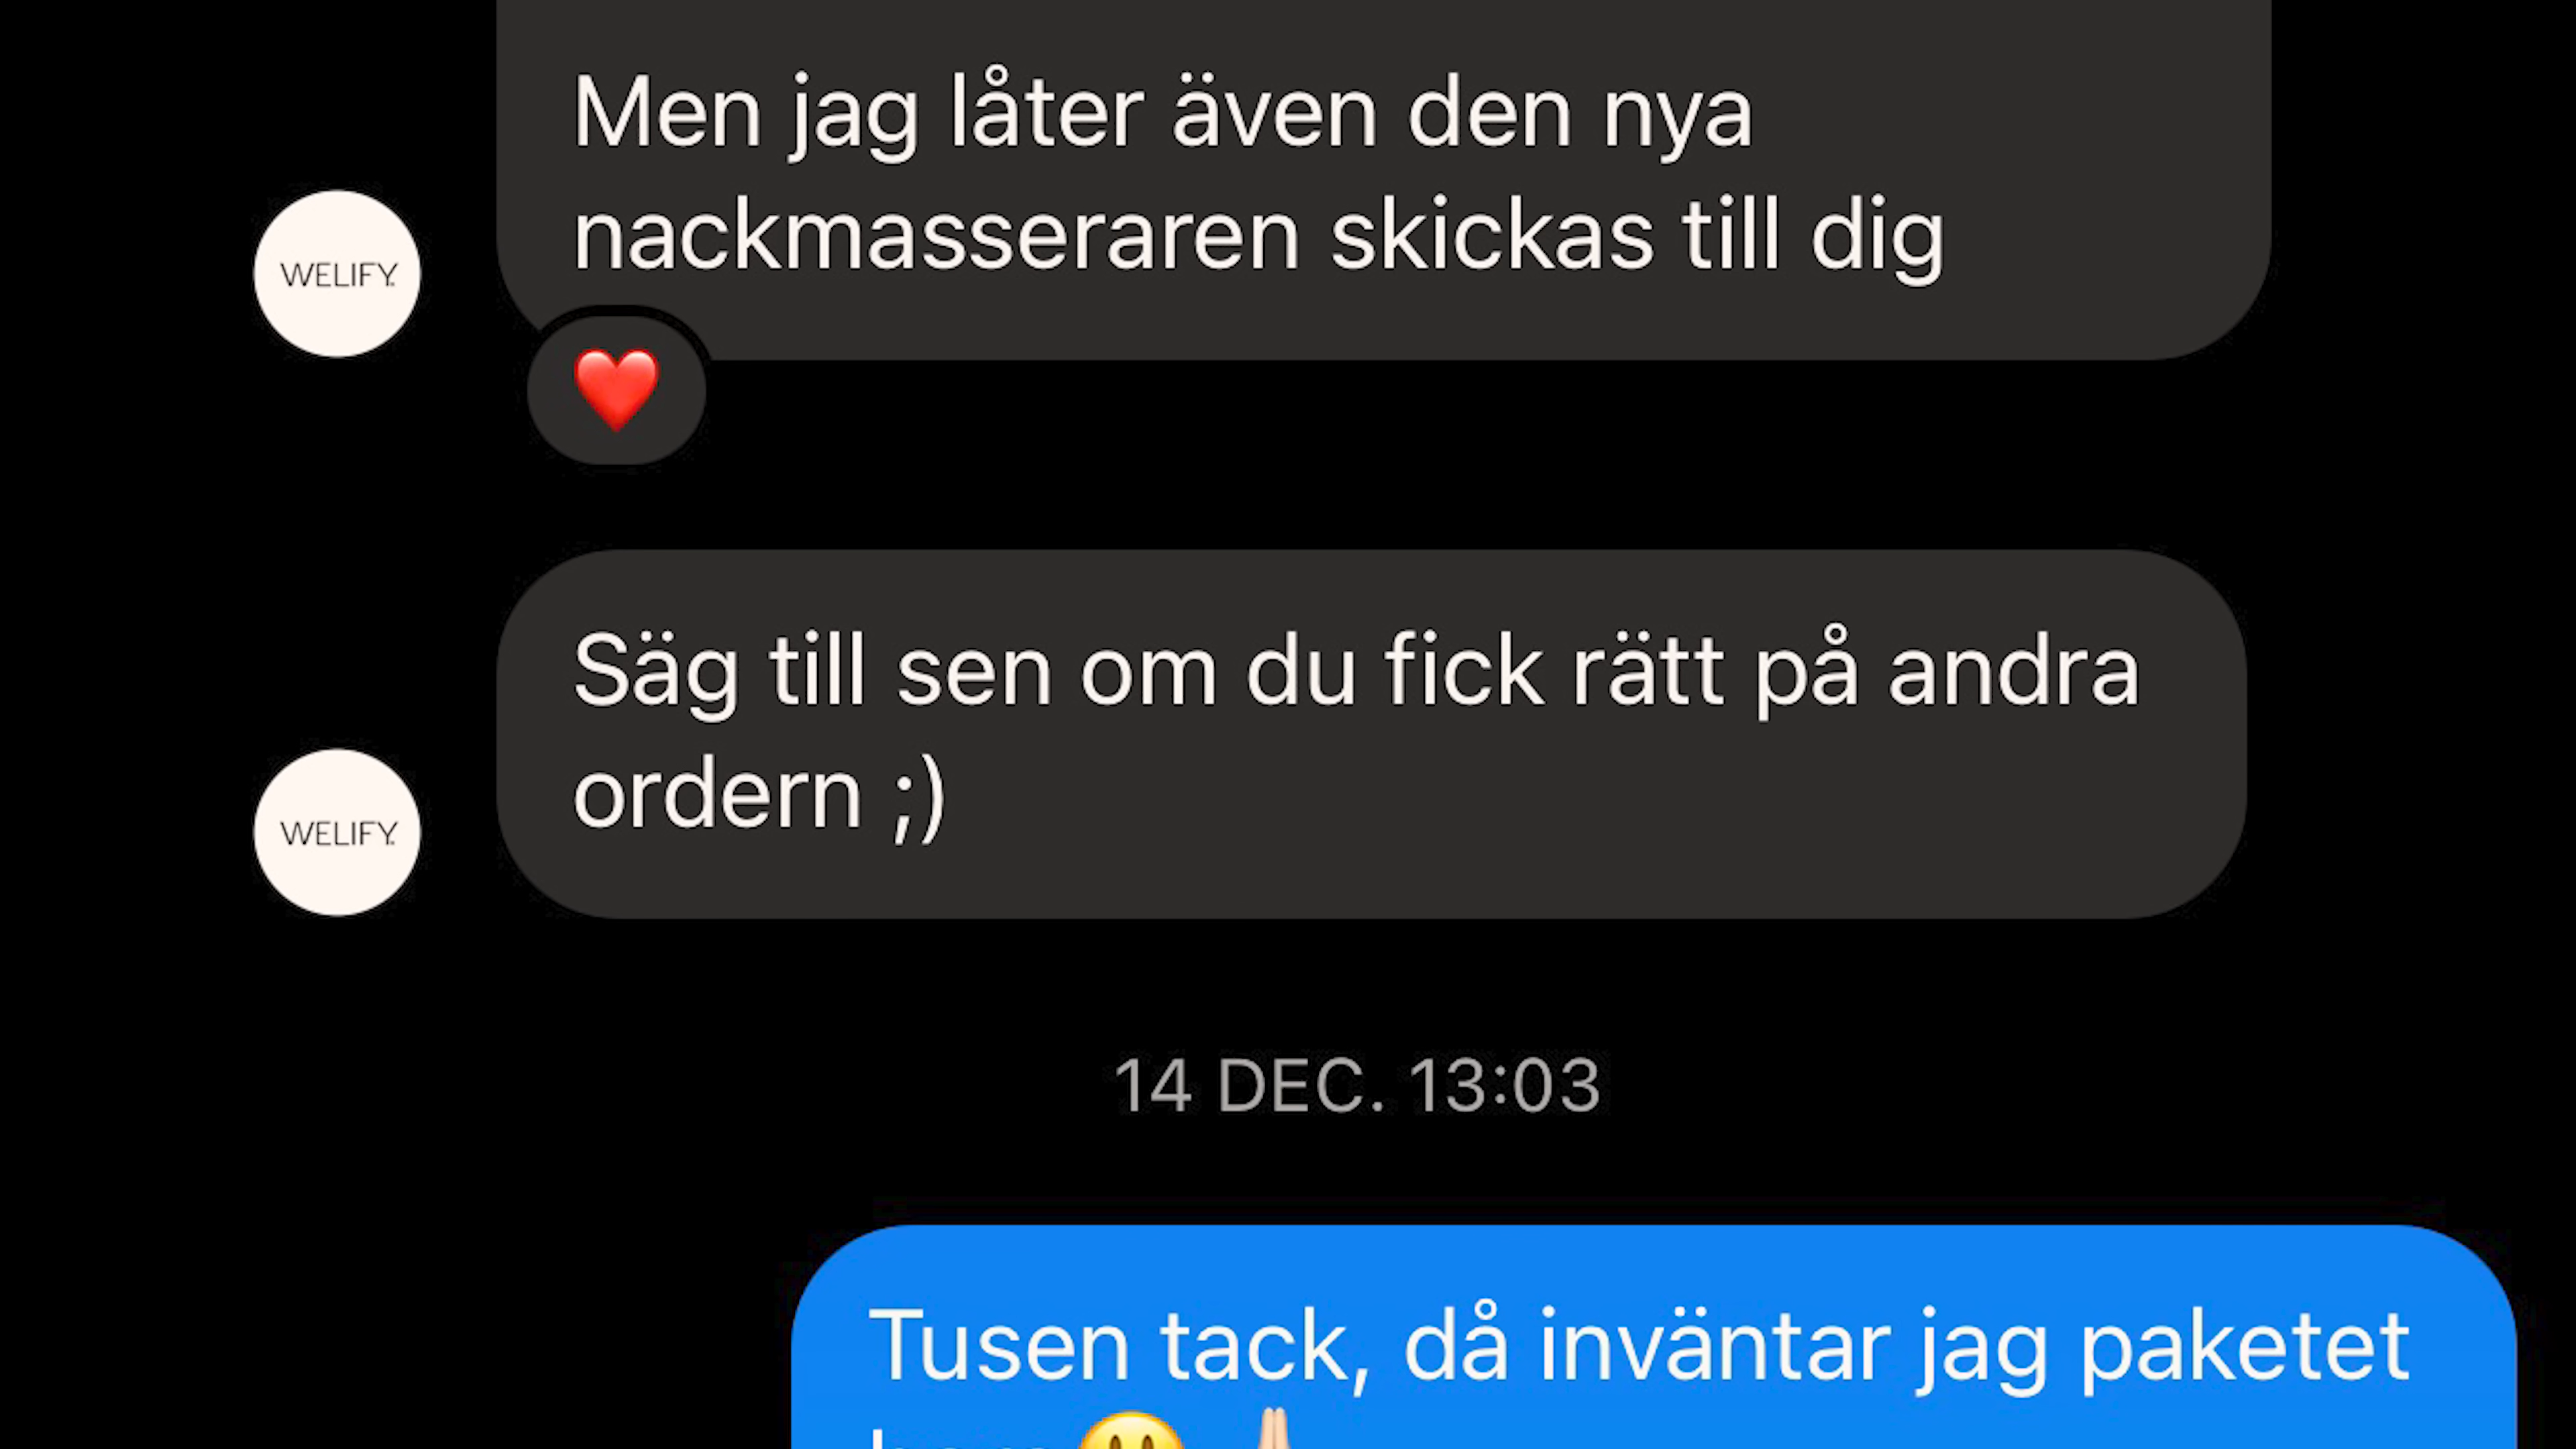 Men jag låter även den nya
nackmasseraren skickas till dig
WELIFY.
❤️
Säg till sen om du fick rätt på andra
ordern ;)
WELIFY.
14 DEC. 13:03
Tusen tack, då inväntar jag paketet